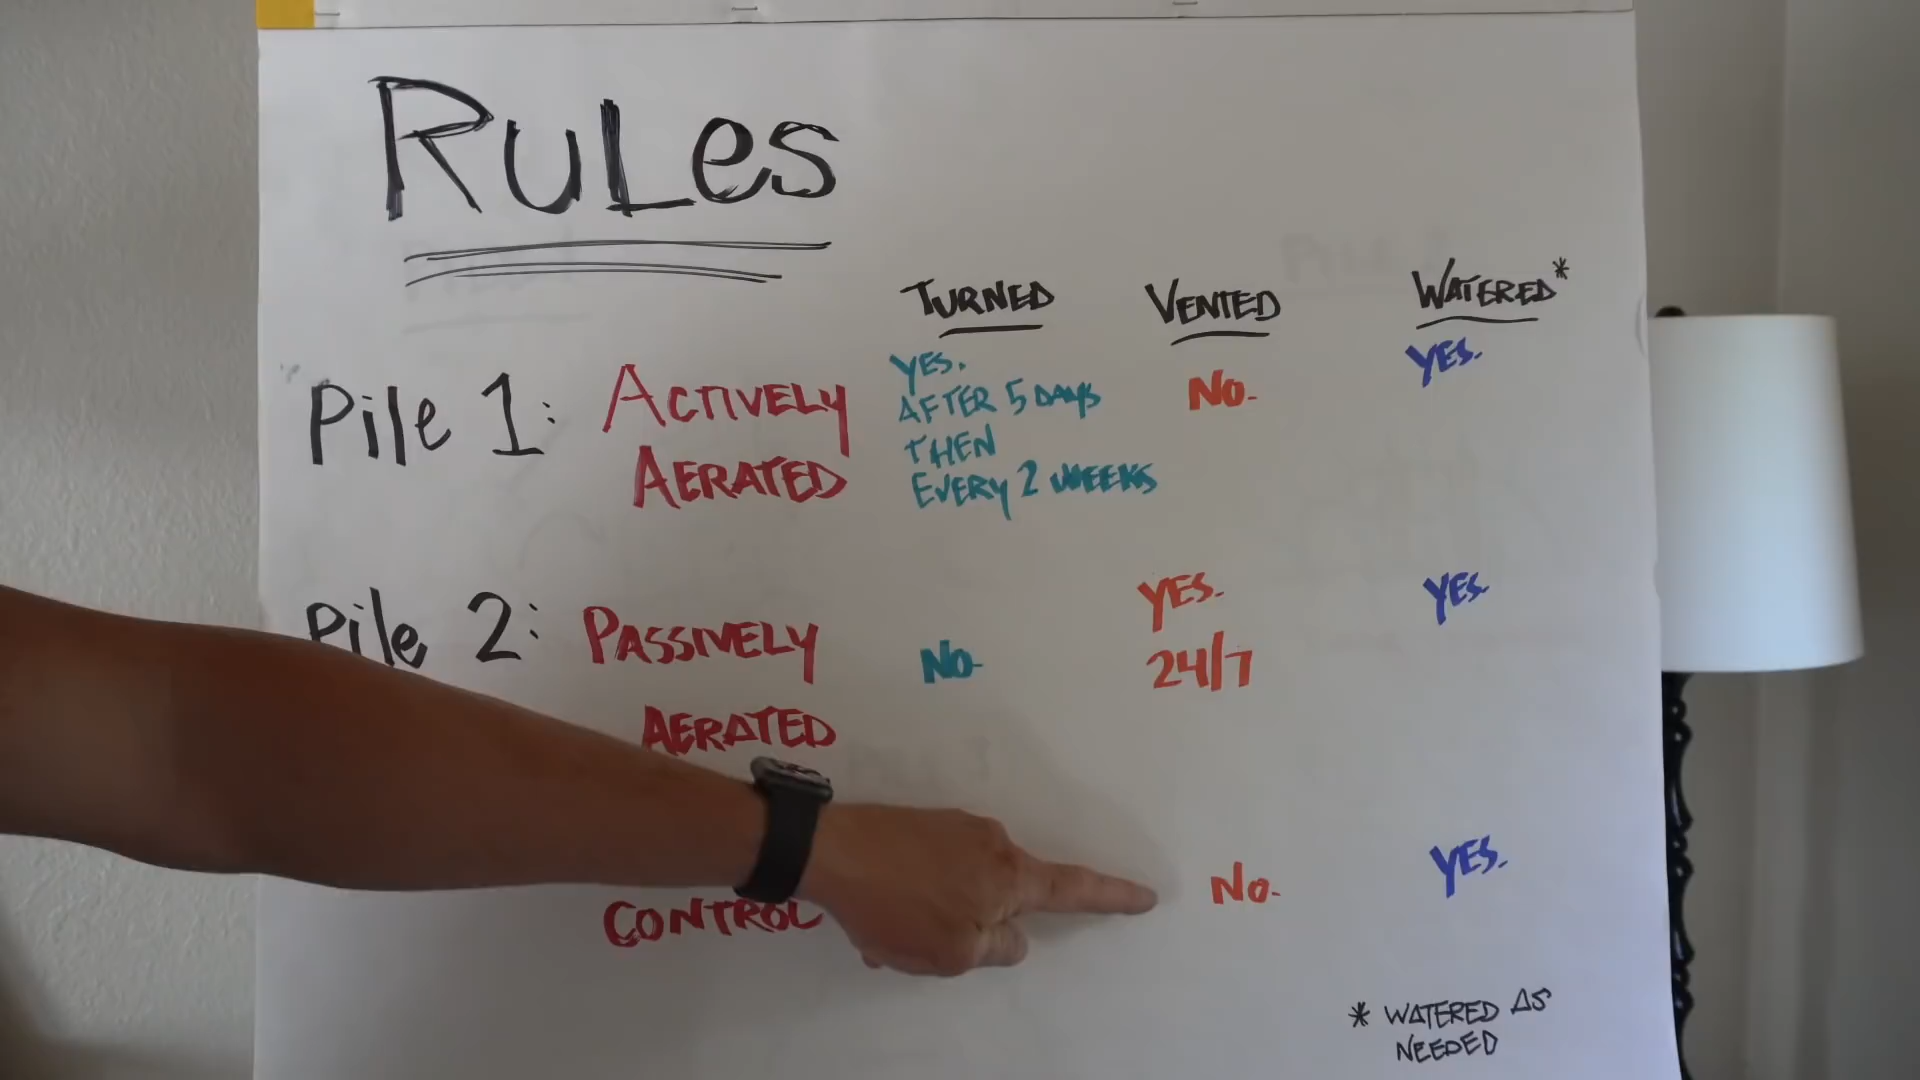 RULes
TURNED VENTED WATERED*
Pile 1: ACTIVELY AERATED
YES. AFTER 5 DAYS THEN EVERY 2 WEEKS
NO.
YES.
Pile 2: PASSIVELY AERATED
NO.
YES. 24/7
YES.
CONTROL
NO.
YES.
* WATERED AS
NEEDED